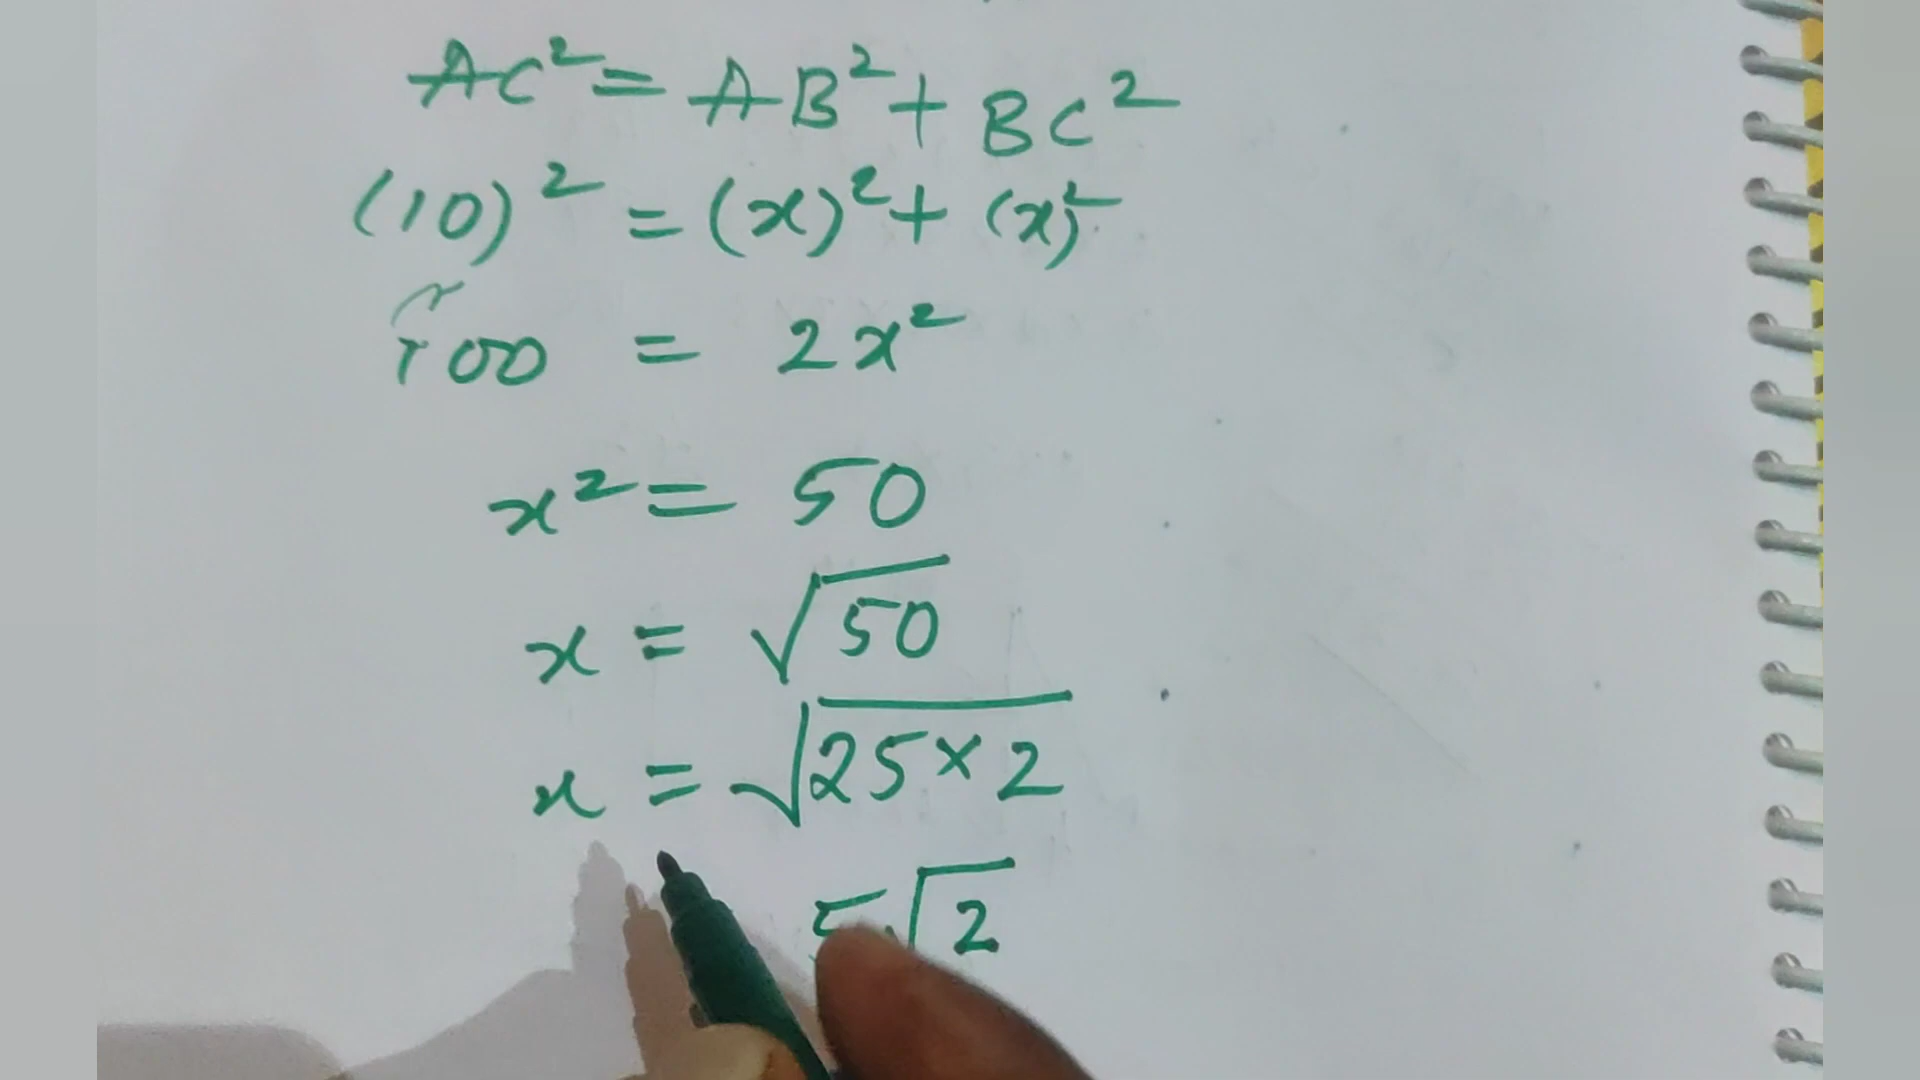 AC² = AB² + BC²
(10)² = (x)² + (x)²
100 = 2x²
x² = 50
x = √50
x = √25×2
5√2